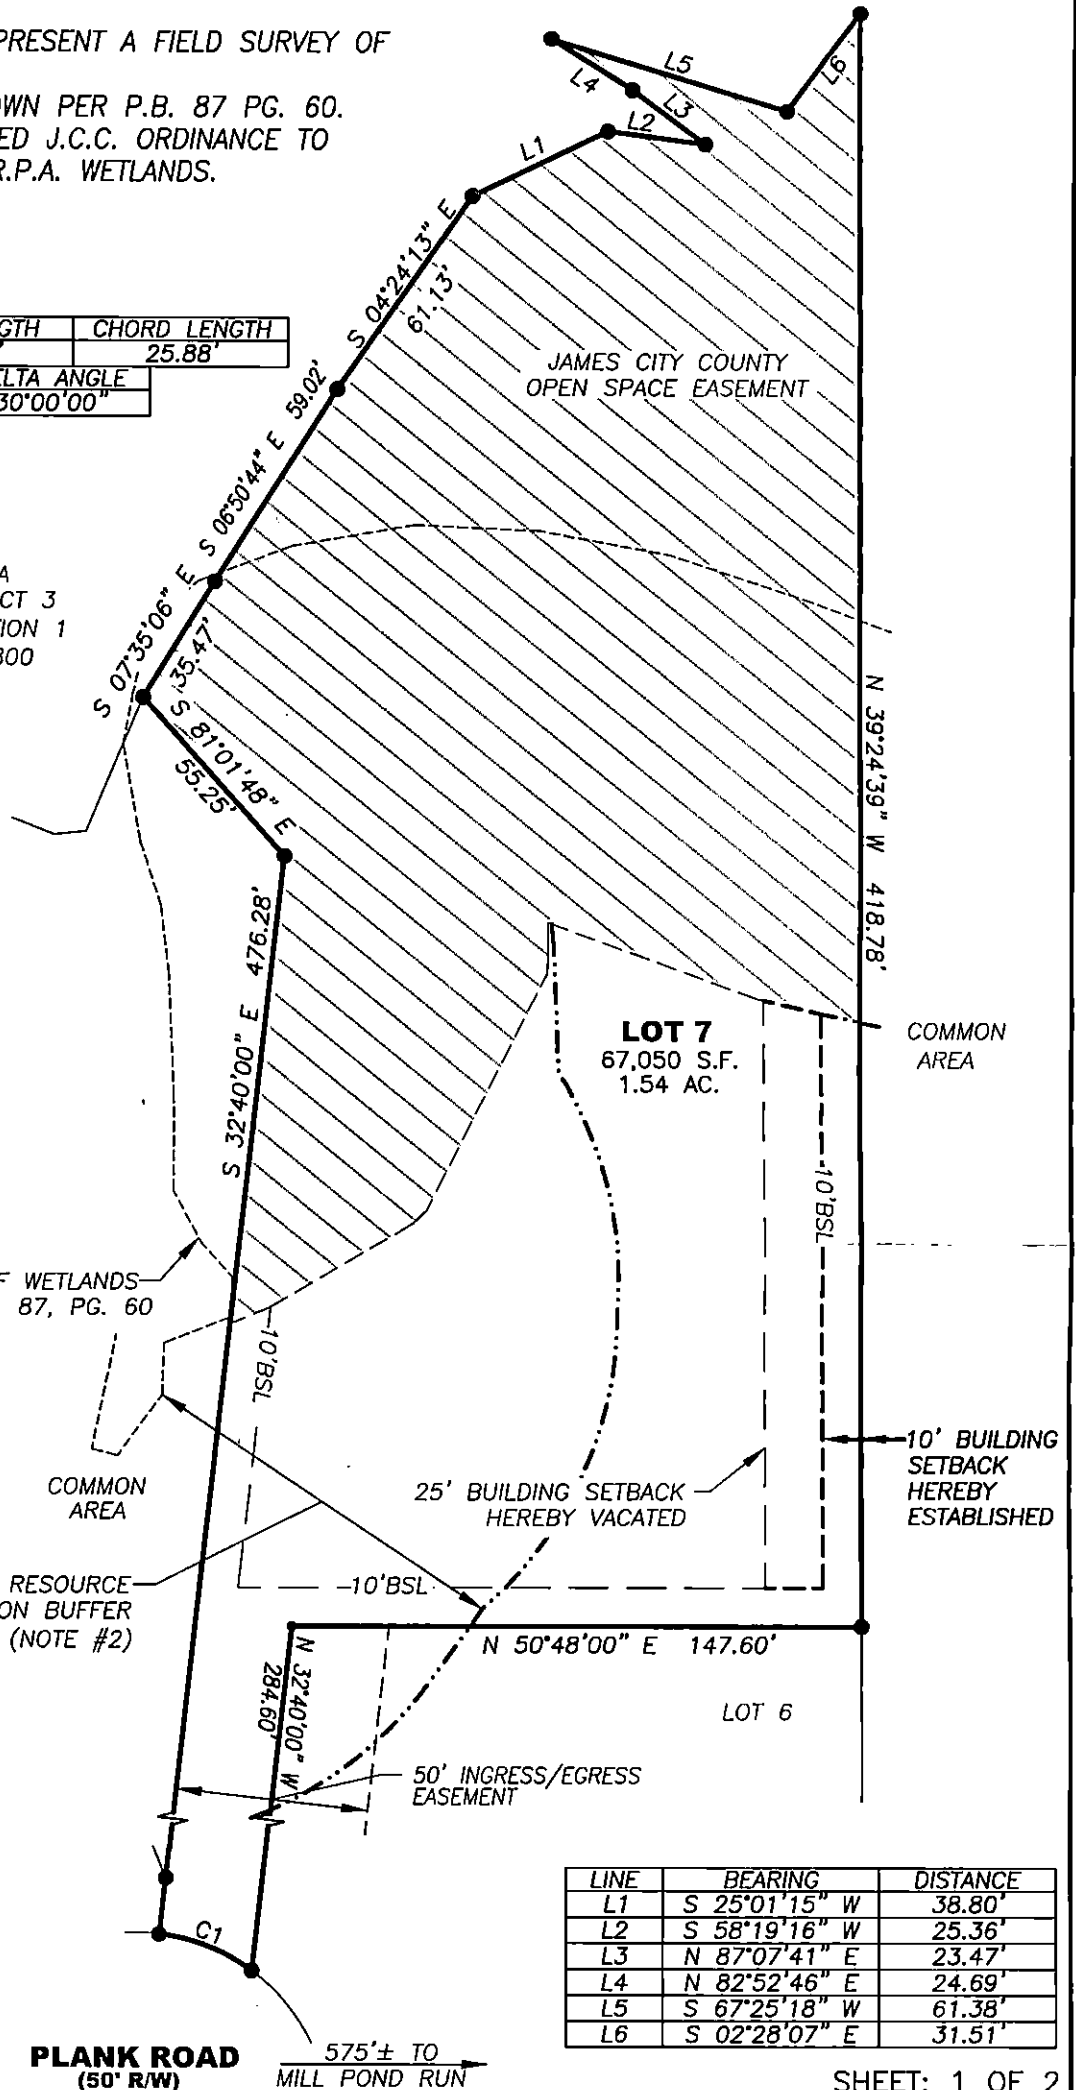 PRESENT A FIELD SURVEY OF
OWN PER P.B. 87 PG. 60.
ED J.C.C. ORDINANCE TO
R.P.A. WETLANDS.
L5
L6
L4
L3
L2
L1
S 04°24'13" E
61.13'
GTH CHORD LENGTH
25.88'
LTA ANGLE
30°00'00"
JAMES CITY COUNTY
OPEN SPACE EASEMENT
S 06°50'44" E 59.02'
A
CT 3
TION 1
300
S 07°35'06" E
35.47'
S 81°01'48" E
55.25'
N 39°24'39" W 418.78'
S 32°40'00" E 476.28'
LOT 7
67,050 S.F.
1.54 AC.
COMMON
AREA
10'BSL
F WETLANDS
87, PG. 60
10'BSL
COMMON
AREA
25' BUILDING SETBACK
HEREBY VACATED
10' BUILDING
SETBACK
HEREBY
ESTABLISHED
RESOURCE
ON BUFFER
(NOTE #2)
10'BSL
N 50°48'00" E 147.60'
N 32°40'00" W
284.60'
LOT 6
50' INGRESS/EGRESS
EASEMENT
C1
LINE BEARING DISTANCE
L1 S 25°01'15" W 38.80'
L2 S 58°19'16" W 25.36'
L3 N 87°07'41" E 23.47'
L4 N 82°52'46" E 24.69'
L5 S 67°25'18" W 61.38'
L6 S 02°28'07" E 31.51'
PLANK ROAD
(50' R/W)
575'± TO
MILL POND RUN
SHEET: 1 OF 2